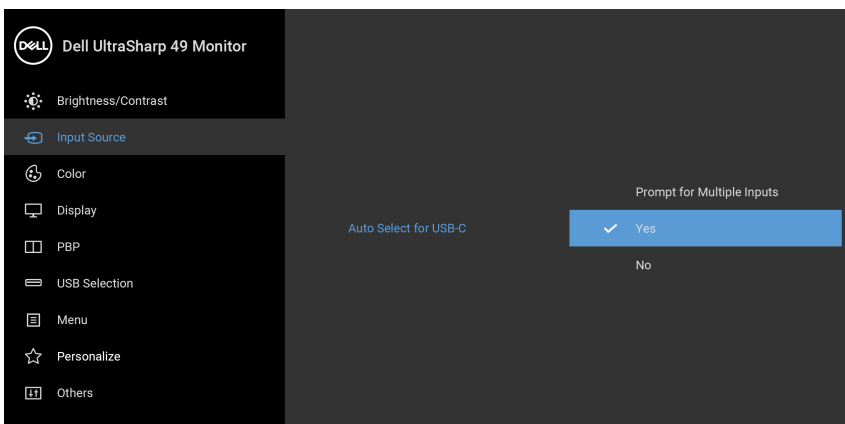 DELL
Dell UltraSharp 49 Monitor
Brightness/Contrast
Input Source
Color
Display
PBP
USB Selection
Menu
Personalize
Others
Auto Select for USB-C
Prompt for Multiple Inputs
Yes
No